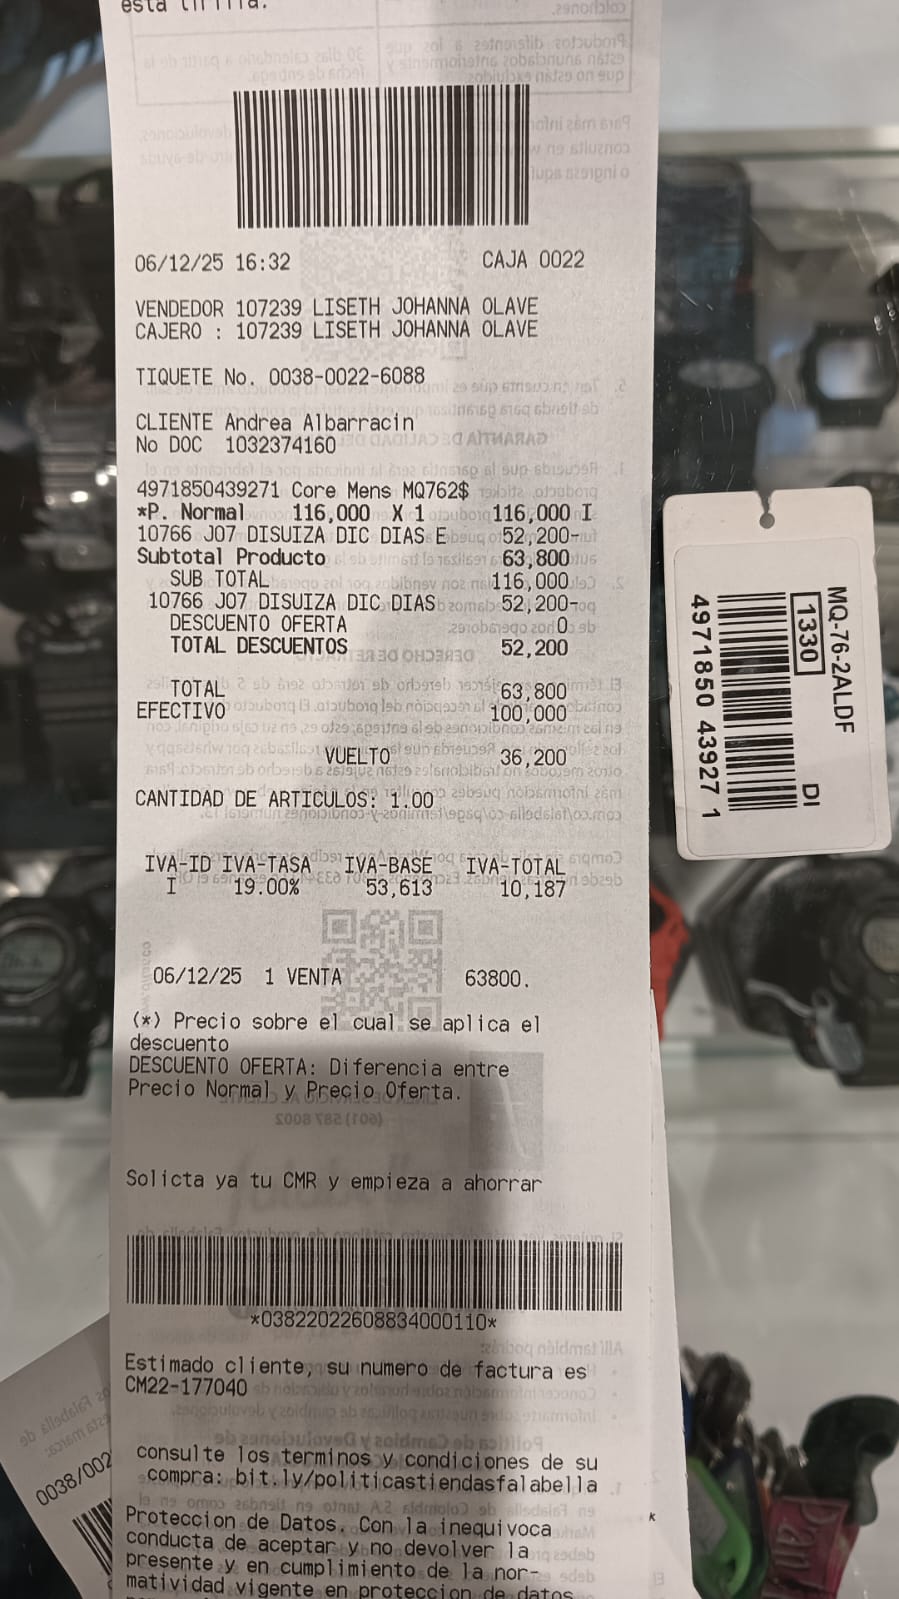 esta tirilla.
06/12/25 16:32 CAJA 0022
VENDEDOR 107239 LISETH JOHANNA OLAVE
CAJERO : 107239 LISETH JOHANNA OLAVE
TIQUETE No. 0038-0022-6088
CLIENTE Andrea Albarracin
No DOC 1032374160
4971850439271 Core Mens MQ762$
*P. Normal 116,000 X 1 116,000 I
10766 J07 DISUIZA DIC DIAS E 52,200-
Subtotal Producto 63,800
SUB TOTAL 116,000
10766 J07 DISUIZA DIC DIAS 52,200-
DESCUENTO OFERTA 0
TOTAL DESCUENTOS 52,200
TOTAL 63,800
EFECTIVO 100,000
VUELTO 36,200
CANTIDAD DE ARTICULOS: 1.00
IVA-ID IVA-TASA IVA-BASE IVA-TOTAL
I 19.00% 53,613 10,187
06/12/25 1 VENTA 63800.
(*) Precio sobre el cual se aplica el
descuento
DESCUENTO OFERTA: Diferencia entre
Precio Normal y Precio Oferta.
Solicta ya tu CMR y empieza a ahorrar
*03822022608834000110*
Estimado cliente, su numero de factura es
CM22-177040
consulte los terminos y condiciones de su
compra: bit.ly/politicastiendasfalabella
Proteccion de Datos. Con la inequivoca
conducta de aceptar y no devolver la
presente y en cumplimiento de la nor-
matividad vigente en proteccion de datos
MQ-76-2ALDF
1330 DI
4971850 43927 1
0038/002